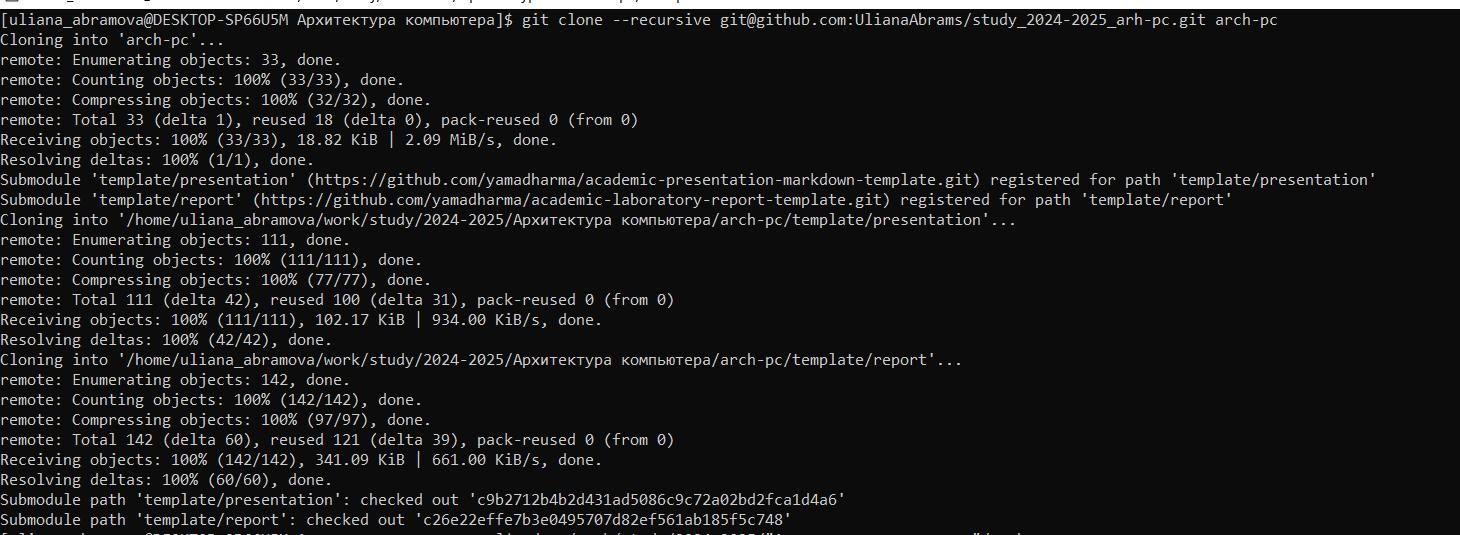 [uliana_abramova@DESKTOP-SP66U5M Архитектура компьютера]$ git clone --recursive git@github.com:UlianaAbrams/study_2024-2025_arh-pc.git arch-pc
Cloning into 'arch-pc'...
remote: Enumerating objects: 33, done.
remote: Counting objects: 100% (33/33), done.
remote: Compressing objects: 100% (32/32), done.
remote: Total 33 (delta 1), reused 18 (delta 0), pack-reused 0 (from 0)
Receiving objects: 100% (33/33), 18.82 KiB | 2.09 MiB/s, done.
Resolving deltas: 100% (1/1), done.
Submodule 'template/presentation' (https://github.com/yamadharma/academic-presentation-markdown-template.git) registered for path 'template/presentation'
Submodule 'template/report' (https://github.com/yamadharma/academic-laboratory-report-template.git) registered for path 'template/report'
Cloning into '/home/uliana_abramova/work/study/2024-2025/Архитектура компьютера/arch-pc/template/presentation'...
remote: Enumerating objects: 111, done.
remote: Counting objects: 100% (111/111), done.
remote: Compressing objects: 100% (77/77), done.
remote: Total 111 (delta 42), reused 100 (delta 31), pack-reused 0 (from 0)
Receiving objects: 100% (111/111), 102.17 KiB | 934.00 KiB/s, done.
Resolving deltas: 100% (42/42), done.
Cloning into '/home/uliana_abramova/work/study/2024-2025/Архитектура компьютера/arch-pc/template/report'...
remote: Enumerating objects: 142, done.
remote: Counting objects: 100% (142/142), done.
remote: Compressing objects: 100% (97/97), done.
remote: Total 142 (delta 60), reused 121 (delta 39), pack-reused 0 (from 0)
Receiving objects: 100% (142/142), 341.09 KiB | 661.00 KiB/s, done.
Resolving deltas: 100% (60/60), done.
Submodule path 'template/presentation': checked out 'c9b2712b4b2d431ad5086c9c72a02bd2fca1d4a6'
Submodule path 'template/report': checked out 'c26e22effe7b3e0495707d82ef561ab185f5c748'